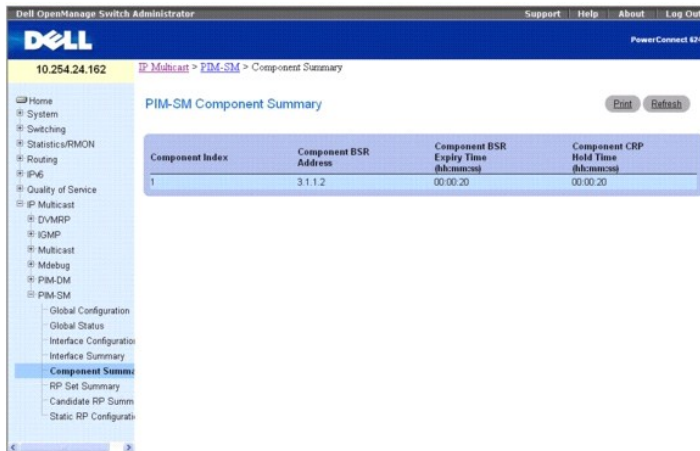 Dell OpenManage Switch Administrator
Support Help About Log Out
DELL
PowerConnect 624
10.254.24.162
IP Multicast > PIM-SM > Component Summary
PIM-SM Component Summary
Print Refresh
Home
System
Switching
Statistics/RMON
Routing
IPv6
Quality of Service
IP Multicast
DVMRP
IGMP
Multicast
Mdebug
PIM-DM
PIM-SM
Global Configuration
Global Status
Interface Configuration
Interface Summary
Component Summa
RP Set Summary
Candidate RP Summ
Static RP Configurati
Component Index
Component BSR
Address
Component BSR
Expiry Time
(hh:mm:ss)
Component CRP
Hold Time
(hh:mm:ss)
1 3.1.1.2 00:00:20 00:00:20